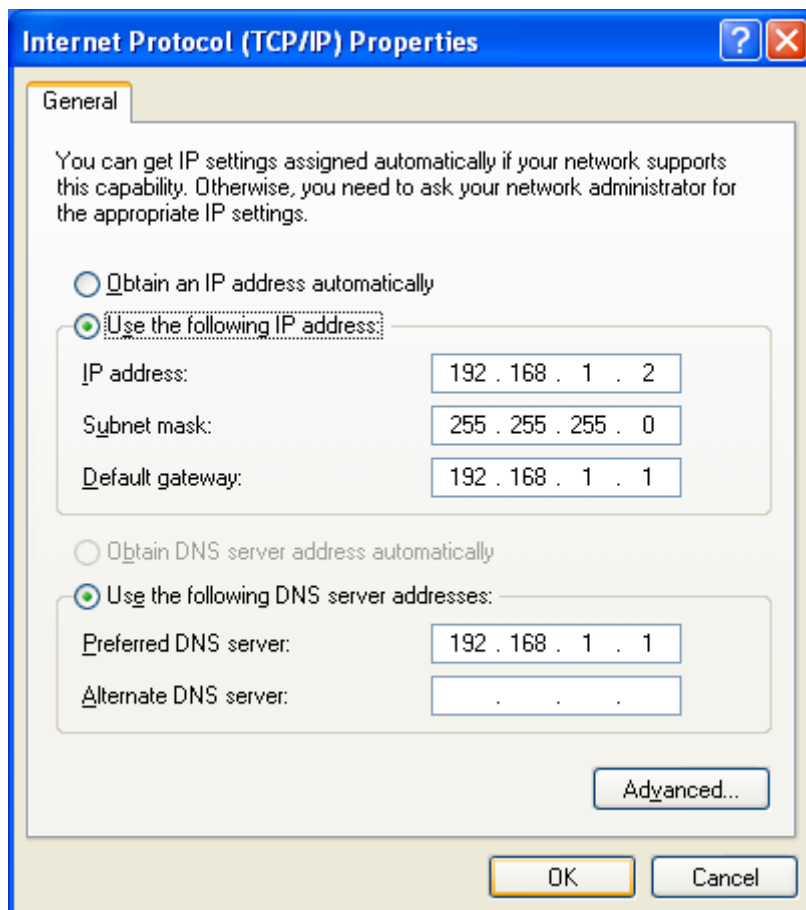 Internet Protocol (TCP/IP) Properties
General
You can get IP settings assigned automatically if your network supports
this capability. Otherwise, you need to ask your network administrator for
the appropriate IP settings.
Obtain an IP address automatically
Use the following IP address:
IP address: 192 . 168 . 1 . 2
Subnet mask: 255 . 255 . 255 . 0
Default gateway: 192 . 168 . 1 . 1
Obtain DNS server address automatically
Use the following DNS server addresses:
Preferred DNS server: 192 . 168 . 1 . 1
Alternate DNS server: . . .
Advanced...
OK Cancel